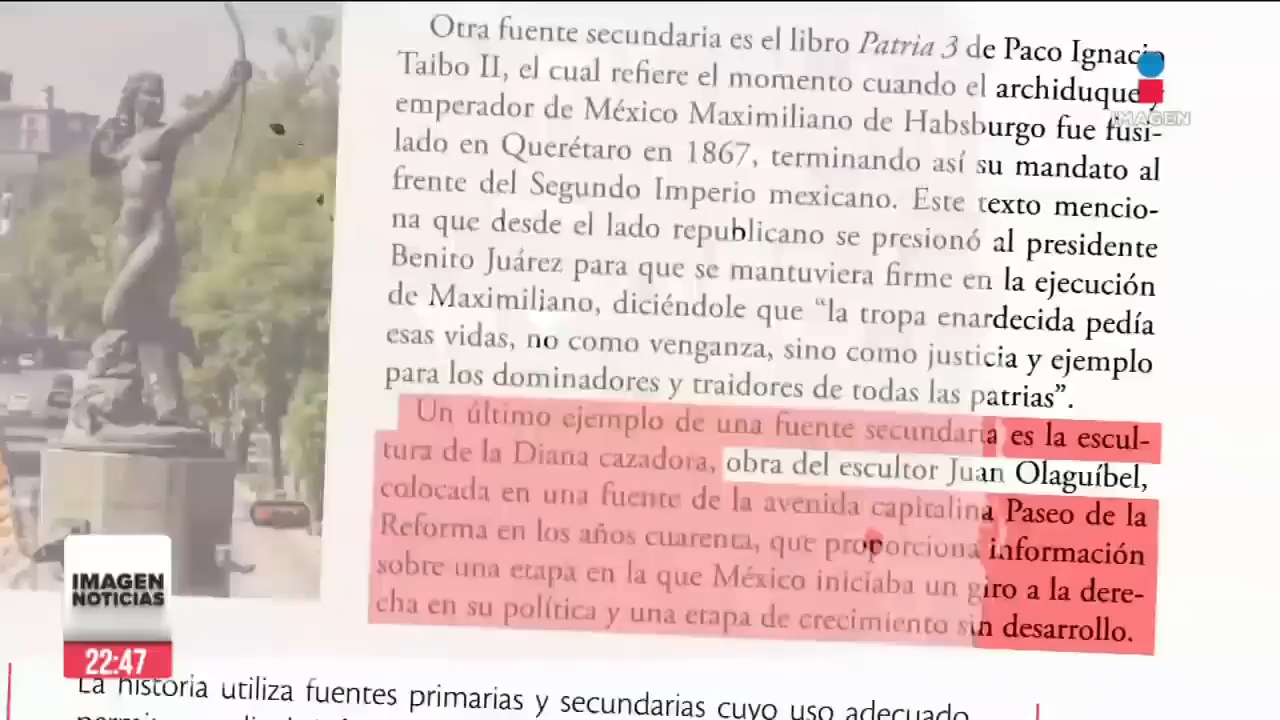 Otra fuente secundaria es el libro Patria 3 de Paco Ignacio
Taibo II, el cual refiere el momento cuando el archiduque y
IMAGEN
emperador de México Maximiliano de Habsburgo fue fusi-
lado en Querétaro en 1867, terminando así su mandato al
frente del Segundo Imperio mexicano. Este texto mencio-
na que desde el lado republicano se presionó al presidente
Benito Juárez para que se mantuviera firme en la ejecución
de Maximiliano, diciéndole que “la tropa enardecida pedía
esas vidas, no como venganza, sino como justicia y ejemplo
para los dominadores y traidores de todas las patrias”.
Un último ejemplo de una fuente secundaria es la escul-
tura de la Diana cazadora, obra del escultor Juan Olaguíbel,
colocada en una fuente de la avenida capitalina Paseo de la
Reforma en los años cuarenta, que proporciona información
sobre una etapa en la que México iniciaba un giro a la dere-
cha en su política y una etapa de crecimiento sin desarrollo.
IMAGEN
NOTICIAS
22:47
La historia utiliza fuentes primarias y secundarias cuyo uso adecuado